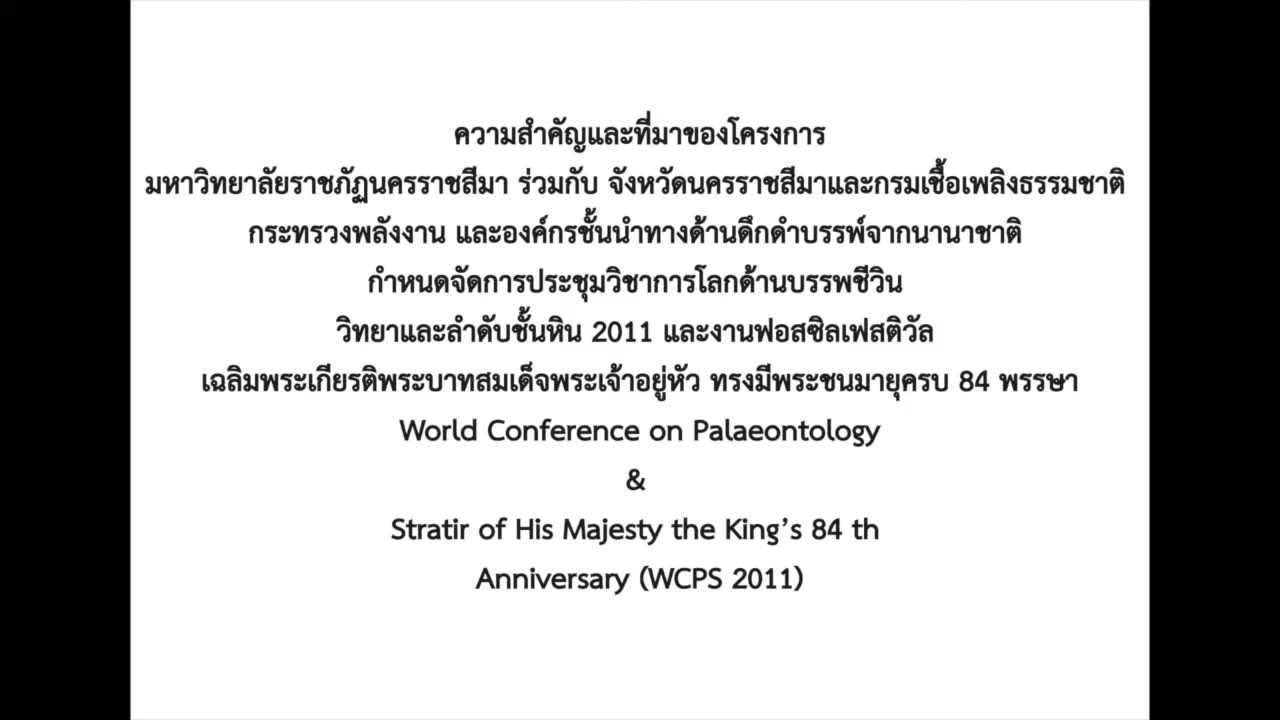 ความสำคัญและที่มาของโครงการ
มหาวิทยาลัยราชภัฏนครราชสีมา ร่วมกับ จังหวัดนครราชสีมาและกรมเชื้อเพลิงธรรมชาติ
กระทรวงพลังงาน และองค์กรชั้นนำทางด้านดึกดำบรรพ์จากนานาชาติ
กำหนดจัดการประชุมวิชาการโลกด้านบรรพชีวิน
วิทยาและลำดับชั้นหิน 2011 และงานฟอสซิลเฟสติวัล
เฉลิมพระเกียรติพระบาทสมเด็จพระเจ้าอยู่หัว ทรงมีพระชนมายุครบ 84 พรรษา
World Conference on Palaeontology
&
Stratir of His Majesty the King’s 84 th
Anniversary (WCPS 2011)